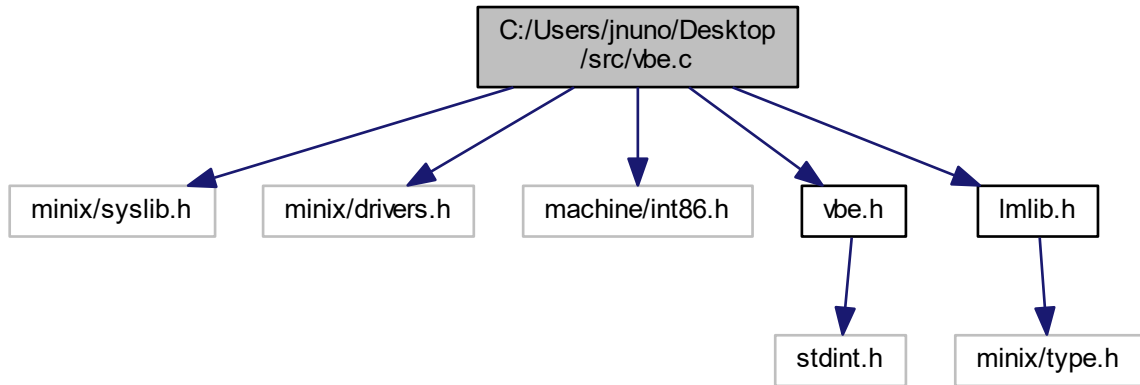 C:/Users/jnuno/Desktop
/src/vbe.c
minix/syslib.h
minix/drivers.h
machine/int86.h
vbe.h
lmlib.h
stdint.h
minix/type.h